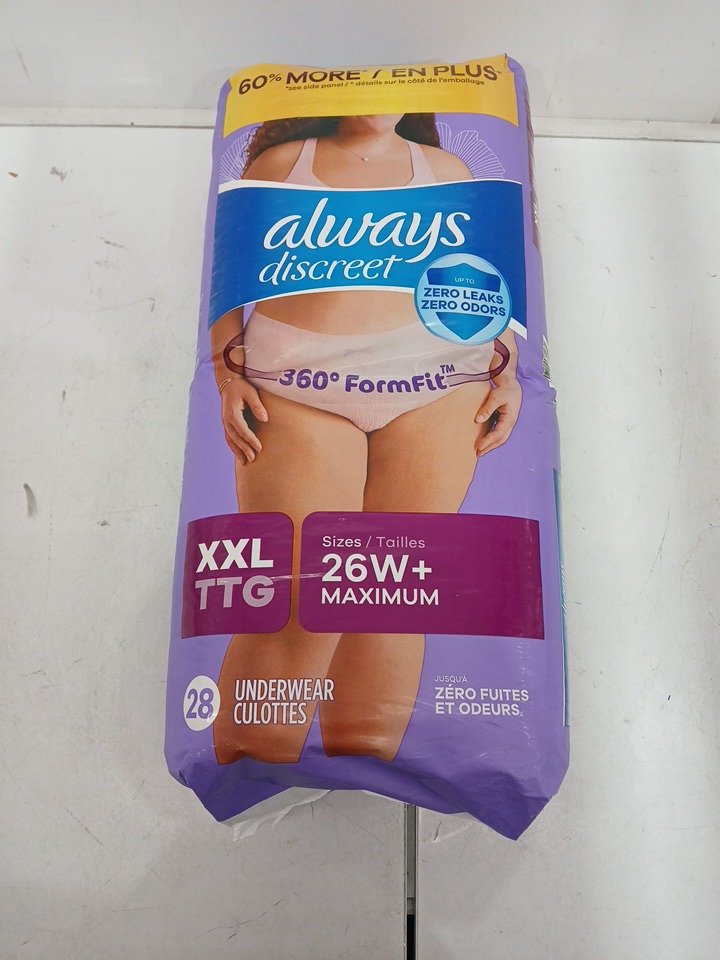 60% MORE* / EN PLUS*
*see side panel / * détails sur le côté de l'emballage
always
discreet
UP TO
ZERO LEAKS
ZERO ODORS
360° FormFit™
XXL
TTG
Sizes / Tailles
26W+
MAXIMUM
28
UNDERWEAR
CULOTTES
JUSQU'À
ZÉRO FUITES
ET ODEURS